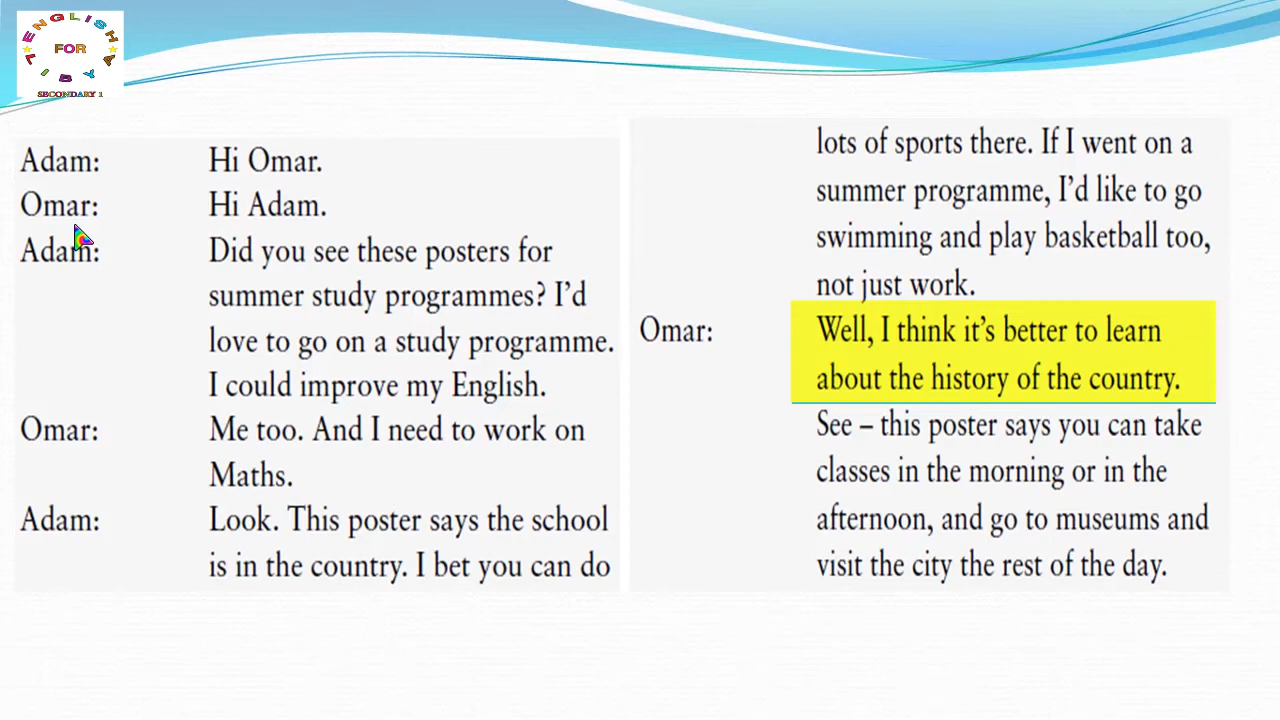 ENGLISH
FOR
LIBYA
SECONDARY 1
Adam: Hi Omar.
Omar: Hi Adam.
Adam: Did you see these posters for
summer study programmes? I’d
love to go on a study programme.
I could improve my English.
Omar: Me too. And I need to work on
Maths.
Adam: Look. This poster says the school
is in the country. I bet you can do
lots of sports there. If I went on a
summer programme, I’d like to go
swimming and play basketball too,
not just work.
Omar: Well, I think it’s better to learn
about the history of the country.
See – this poster says you can take
classes in the morning or in the
afternoon, and go to museums and
visit the city the rest of the day.